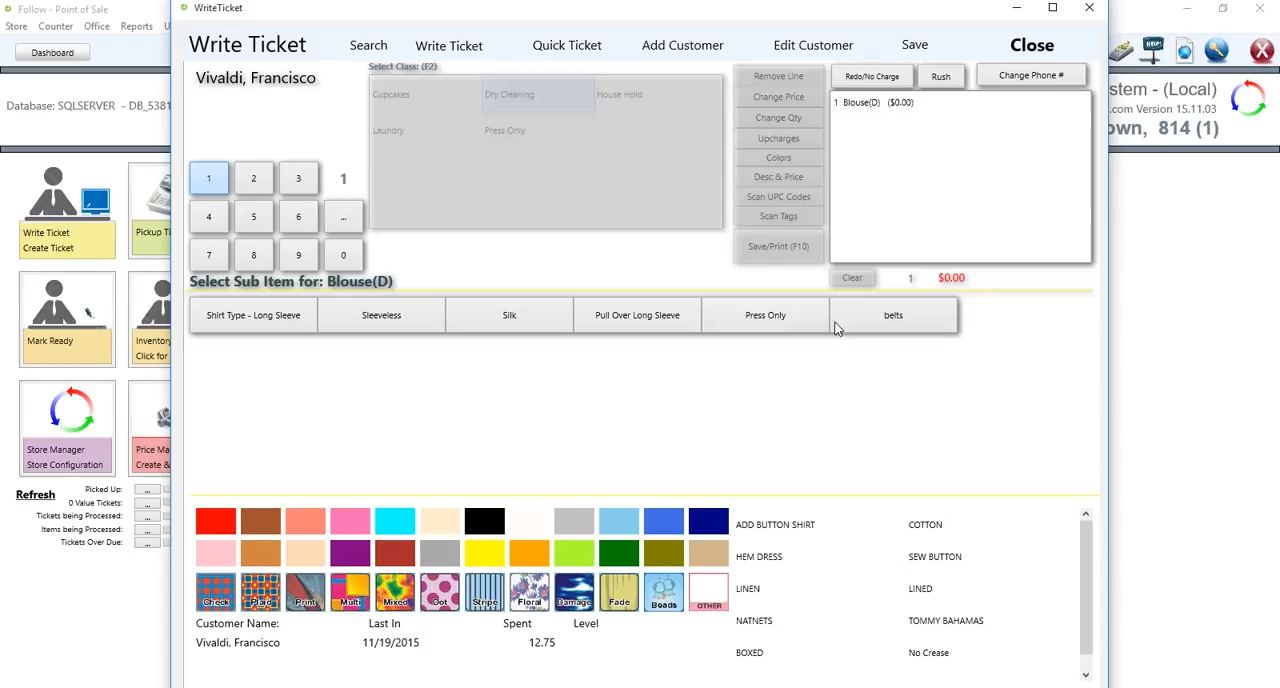 Follow - Point of Sale
WriteTicket
Store Counter Office Reports
Dashboard
Database: SQLSERVER - DB_5381
stem - (Local)
.com Version 15.11.03
own, 814 (1)
Write Ticket Search Write Ticket Quick Ticket Add Customer Edit Customer Save Close
Vivaldi, Francisco
Select Class: (F2)
Cupcakes Dry Cleaning House Hold
Laundry Press Only
Remove Line
Change Price
Change Qty
Upcharges
Colors
Desc & Price
Scan UPC Codes
Scan Tags
Save/Print (F10)
Redo/No Charge Rush Change Phone #
1 Blouse(D) ($0.00)
Clear 1 $0.00
1 2 3 1
4 5 6 ...
7 8 9 0
Select Sub Item for: Blouse(D)
Shirt Type - Long Sleeve Sleeveless Silk Pull Over Long Sleeve Press Only belts
Write Ticket
Create Ticket
Pickup Ti
Mark Ready
Inventory
Click for
Store Manager
Store Configuration
Price Ma
Create &
Refresh
Picked Up: ...
0 Value Tickets: ...
Tickets being Processed: ...
Items being Processed: ...
Tickets Over Due: ...
Check Plaid Print Multi Mixed Dot Stripe Floral Damage Fade Beads OTHER
ADD BUTTON SHIRT COTTON
HEM DRESS SEW BUTTON
LINEN LINED
NATNETS TOMMY BAHAMAS
BOXED No Crease
Customer Name: Last In Spent Level
Vivaldi, Francisco 11/19/2015 12.75
HELP!